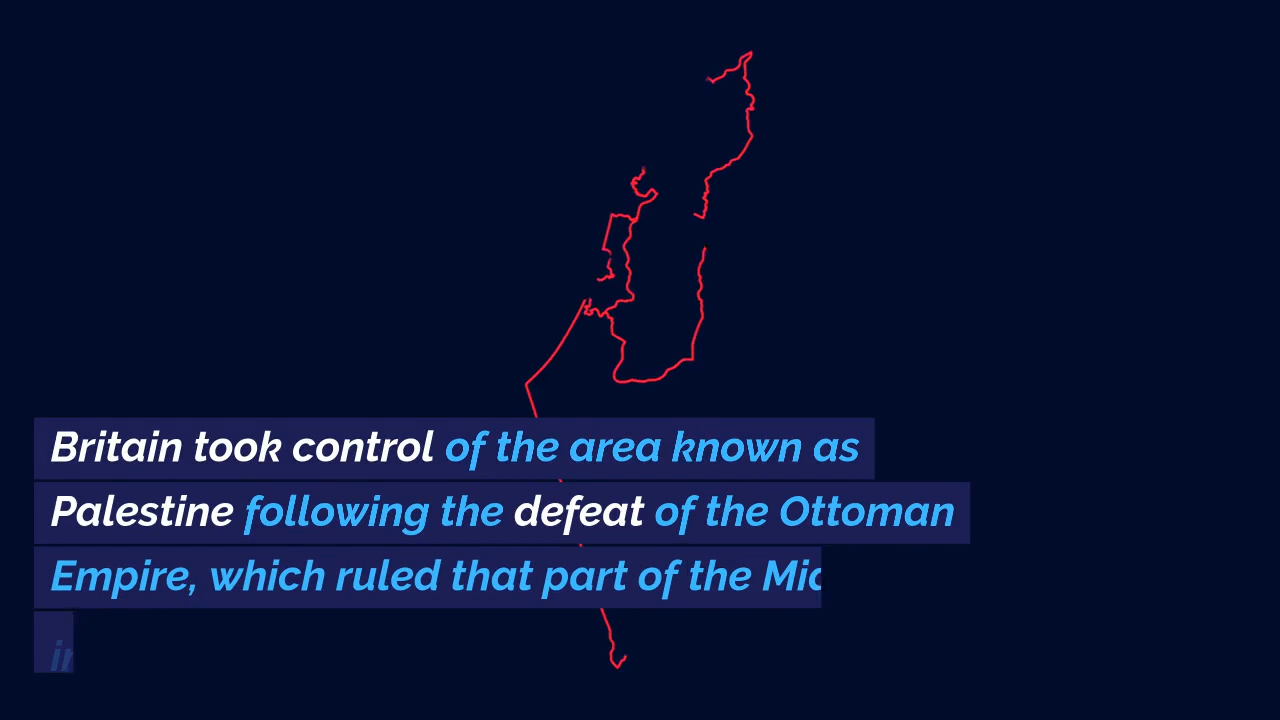 Britain took control of the area known as
Palestine following the defeat of the Ottoman
Empire, which ruled that part of the